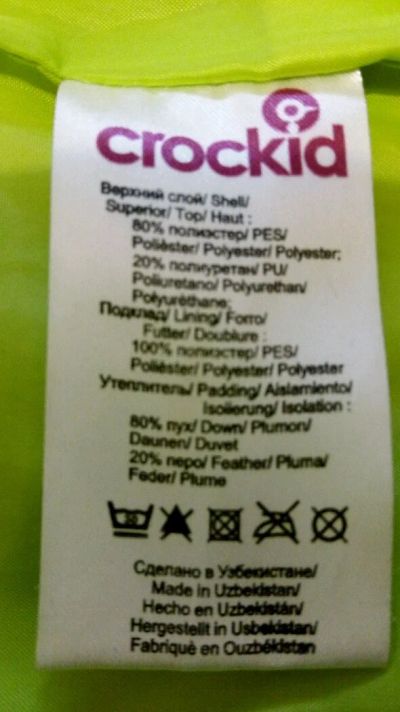 crockid
Верхний слой/ Shell/
Superior/ Top/ Haut :
80% полиэстер/ PES/
Poliéster/ Polyester/ Polyester;
20% полиуретан/ PU/
Poliuretano/ Polyurethan/
Polyuréthane;
Подклад/ Lining/ Forro/
Futter/ Doublure :
100% полиэстер/ PES/
Poliéster/ Polyester/ Polyester
Утеплитель/ Padding/ Aislamiento/
Isolierung/ Isolation :
80% пух/ Down/ Plumon/
Daunen/ Duvet
20% перо/ Feather/ Pluma/
Feder/ Plume
30
Сделано в Узбекистане/
Made in Uzbekistan/
Hecho en Uzbekistán/
Hergestellt in Usbekistan/
Fabriqué en Ouzbékistan